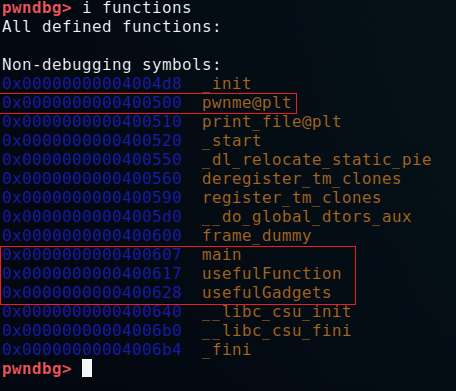 pwndbg> i functions
All defined functions:
Non-debugging symbols:
0x00000000004004d8 _init
0x0000000000400500 pwnme@plt
0x0000000000400510 print_file@plt
0x0000000000400520 _start
0x0000000000400550 _dl_relocate_static_pie
0x0000000000400560 deregister_tm_clones
0x0000000000400590 register_tm_clones
0x00000000004005d0 __do_global_dtors_aux
0x0000000000400600 frame_dummy
0x0000000000400607 main
0x0000000000400617 usefulFunction
0x0000000000400628 usefulGadgets
0x0000000000400640 __libc_csu_init
0x00000000004006b0 __libc_csu_fini
0x00000000004006b4 _fini
pwndbg>